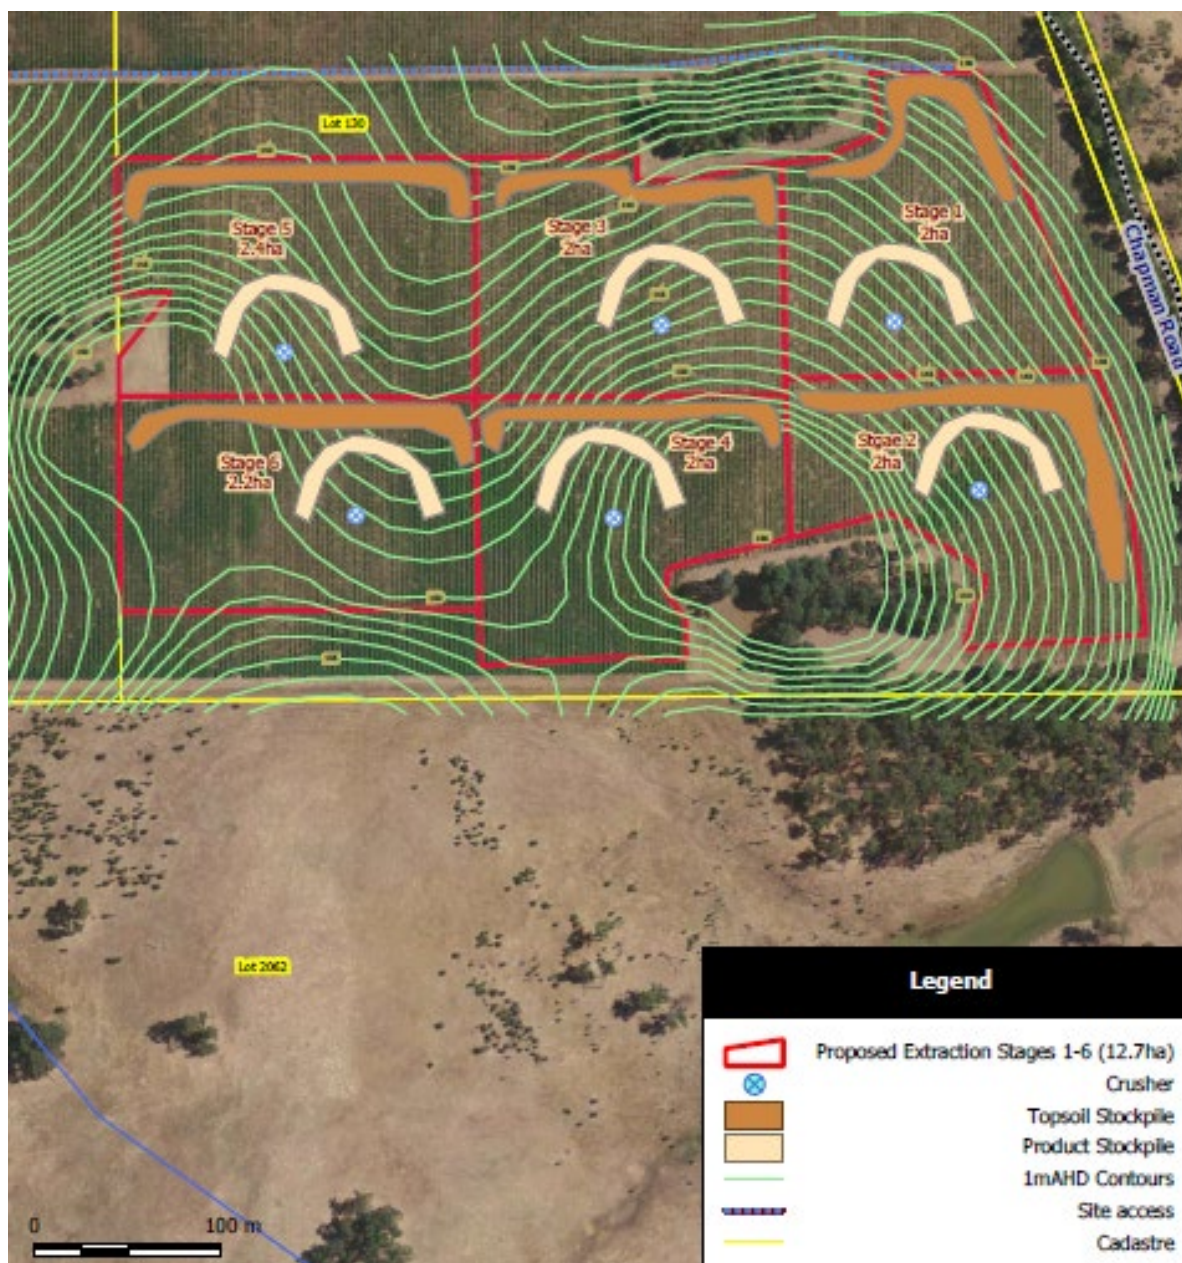 Lot 130
Stage 5
2.4ha
Stage 3
2ha
Stage 1
2ha
Chapman Road
Stage 6
2.2ha
Stage 4
2ha
Stgae 2
2ha
Lot 2062
Legend
Proposed Extraction Stages 1-6 (12.7ha)
Crusher
Topsoil Stockpile
Product Stockpile
1mAHD Contours
Site access
Cadastre
0 100 m